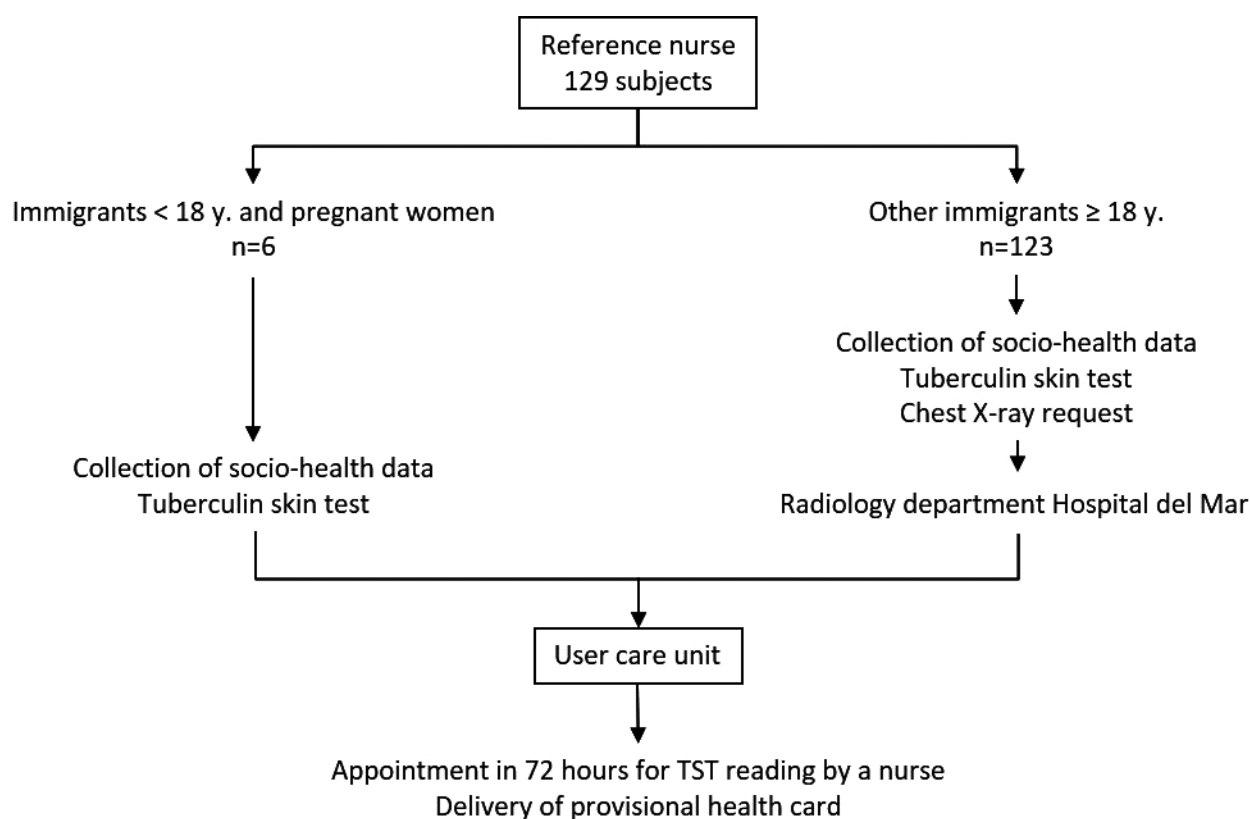 Reference nurse
129 subjects
Immigrants < 18 y. and pregnant women
n=6
Other immigrants ≥ 18 y.
n=123
Collection of socio-health data
Tuberculin skin test
Chest X-ray request
Collection of socio-health data
Tuberculin skin test
Radiology department Hospital del Mar
User care unit
Appointment in 72 hours for TST reading by a nurse
Delivery of provisional health card